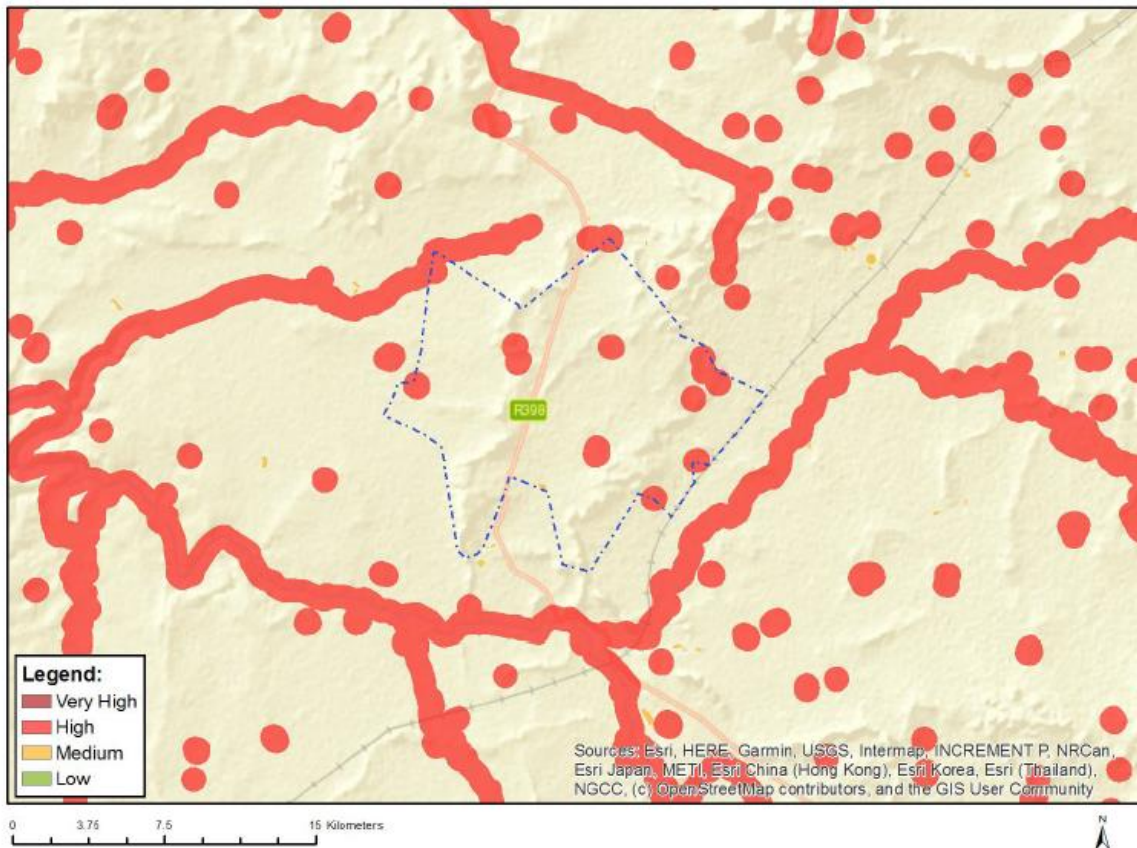 R398
Legend:
Very High
High
Medium
Low
Sources: Esri, HERE, Garmin, USGS, Intermap, INCREMENT P, NRCan,
Esri Japan, METI, Esri China (Hong Kong), Esri Korea, Esri (Thailand),
NGCC, (c) OpenStreetMap contributors, and the GIS User Community
0 3.75 7.5 15 Kilometers
N